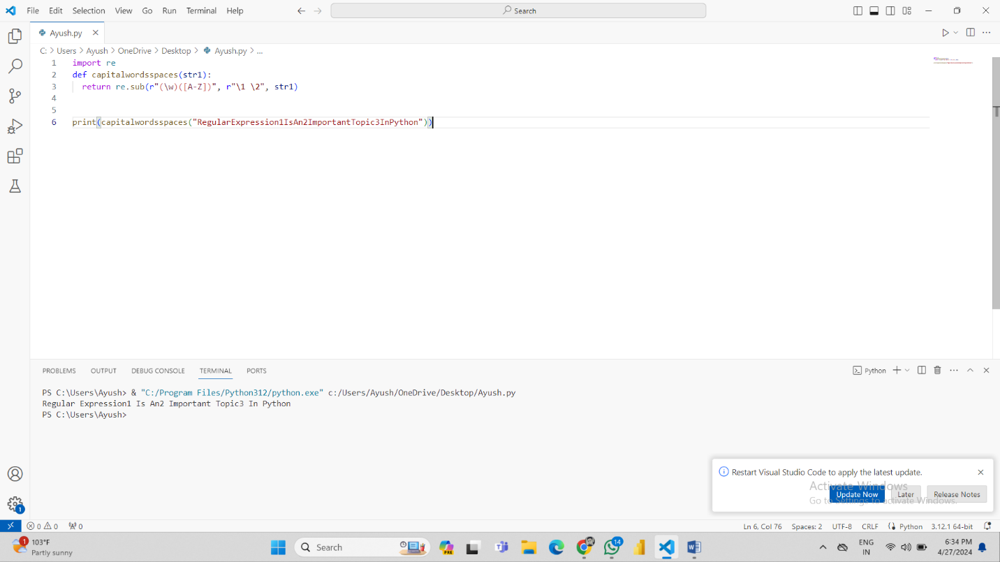 File Edit Selection View Go Run Terminal Help
Search
Ayush.py
C: > Users > Ayush > OneDrive > Desktop > Ayush.py > ...
1 import re
2 def capitalwordsspaces(str1):
3 return re.sub(r"(\w)([A-Z])", r"\1 \2", str1)
4
5
6 print(capitalwordsspaces("RegularExpression1IsAn2ImportantTopic3InPython"))
PROBLEMS OUTPUT DEBUG CONSOLE TERMINAL PORTS
Python
PS C:\Users\Ayush> & "C:/Program Files/Python312/python.exe" c:/Users/Ayush/OneDrive/Desktop/Ayush.py
Regular Expression1 Is An2 Important Topic3 In Python
PS C:\Users\Ayush>
Restart Visual Studio Code to apply the latest update.
Activate Windows
Update Now Later Release Notes
Go to Settings to activate Windows.
1
0 0 0
Ln 6, Col 76 Spaces: 2 UTF-8 CRLF Python 3.12.1 64-bit
1
103°F
Partly sunny
Search
PRE
14
ENG
IN
6:34 PM
4/27/2024